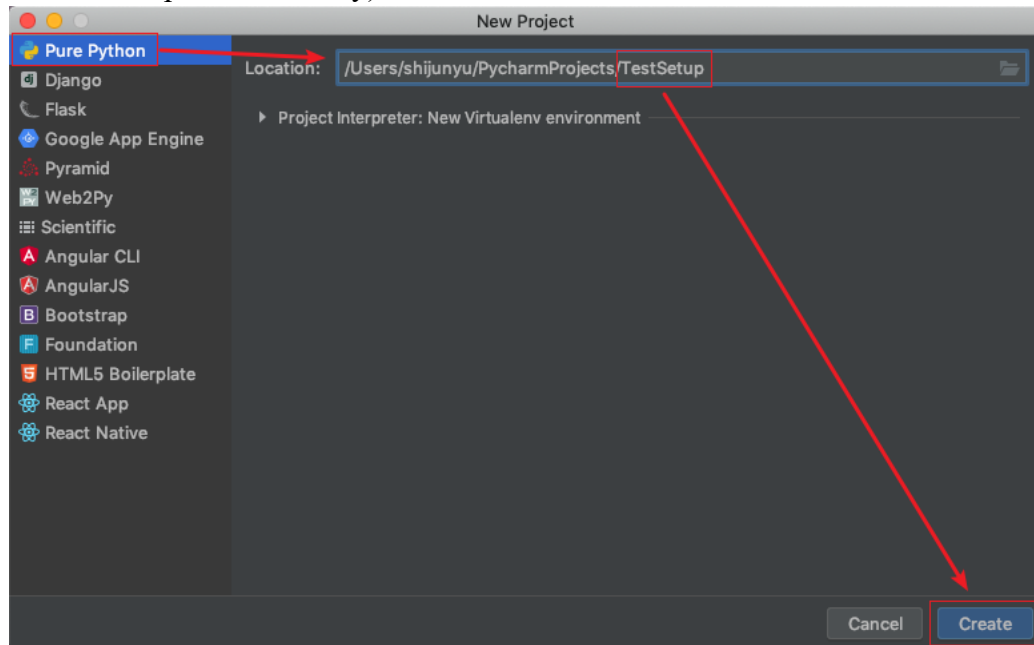 New Project
Pure Python
Django
Flask
Google App Engine
Pyramid
Web2Py
Scientific
Angular CLI
AngularJS
Bootstrap
Foundation
HTML5 Boilerplate
React App
React Native
Location: /Users/shijunyu/PycharmProjects/TestSetup
Project Interpreter: New Virtualenv environment
Cancel Create